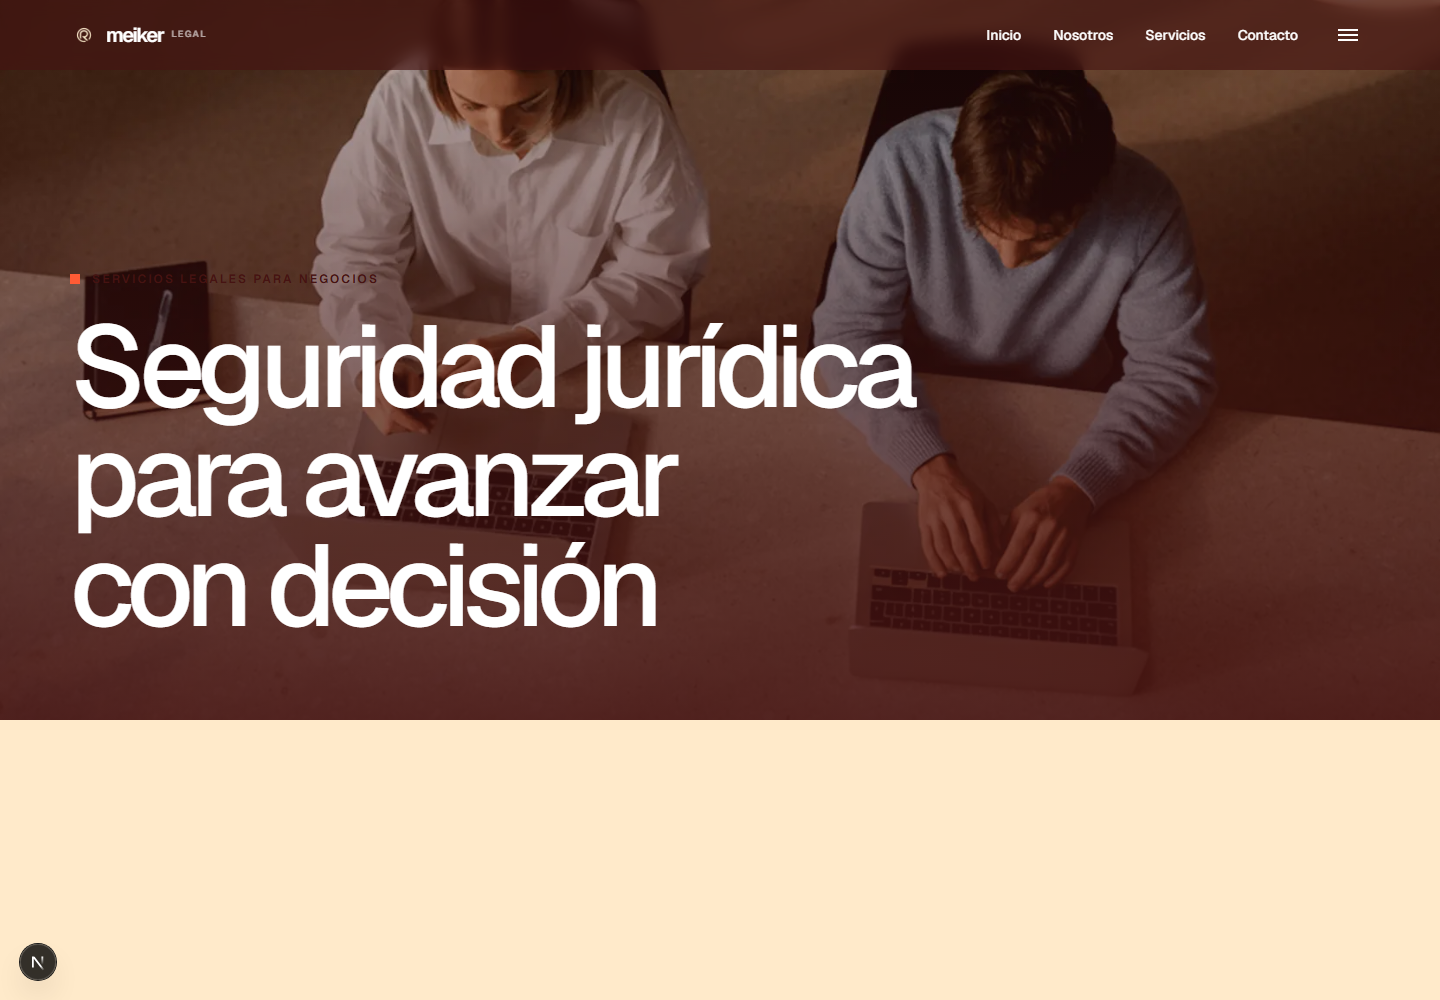 meiker LEGAL
Inicio Nosotros Servicios Contacto
SERVICIOS LEGALES PARA NEGOCIOS
Seguridad jurídica
para avanzar
con decisión
N